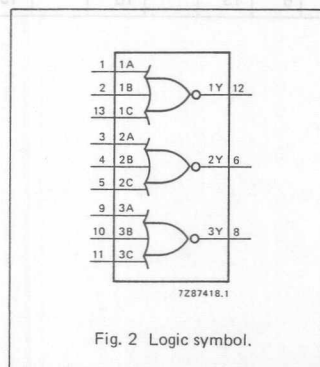 1 1A
2 1B 1Y 12
13 1C
3 2A
4 2B 2Y 6
5 2C
9 3A
10 3B 3Y 8
11 3C
7Z87418.1
Fig. 2 Logic symbol.